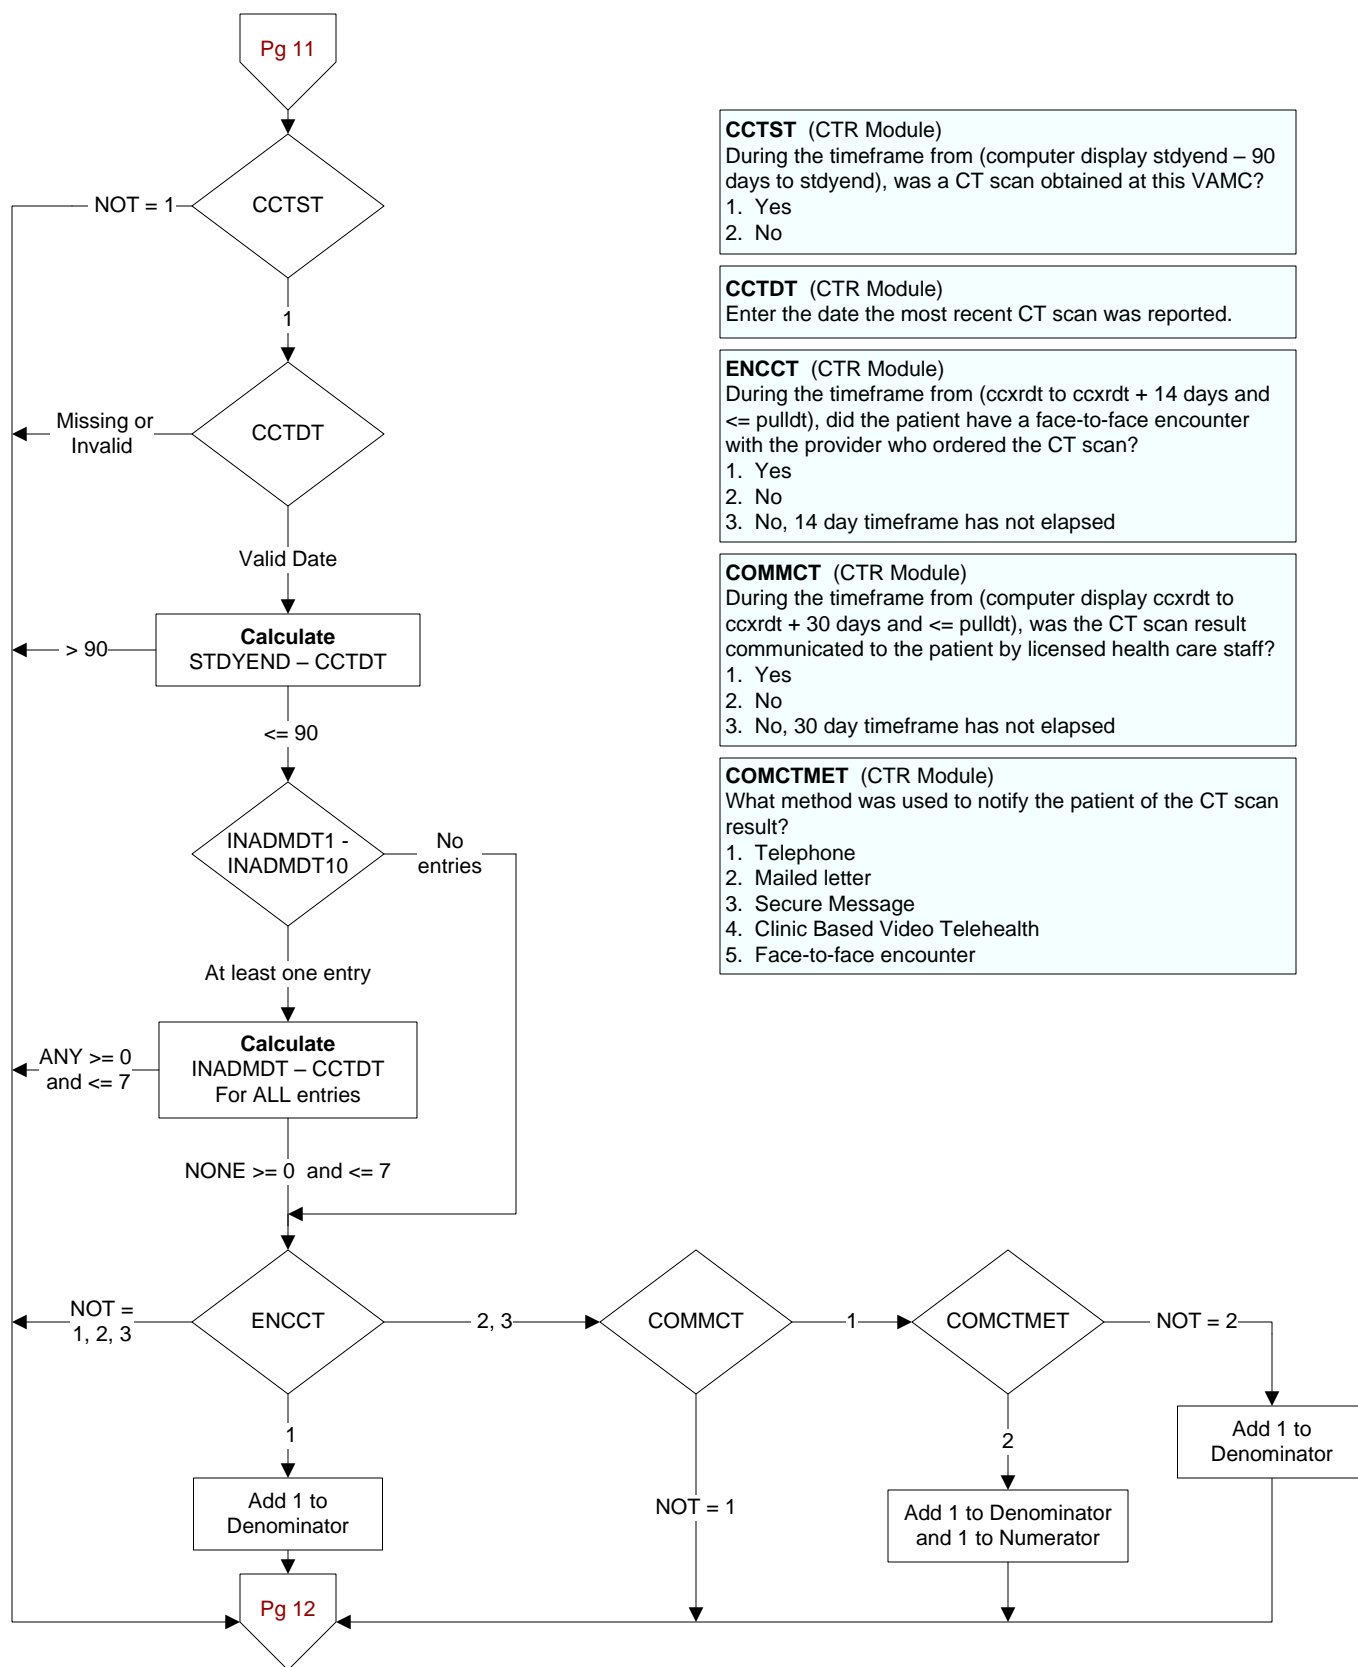 Pg 11
CCTST
NOT = 1
1
CCTDT
Missing or
Invalid
Valid Date
Calculate
STDYEND – CCTDT
> 90
<= 90
INADMDT1 -
INADMDT10
No
entries
At least one entry
Calculate
INADMDT – CCTDT
For ALL entries
ANY >= 0
and <= 7
NONE >= 0  and <= 7
ENCCT
NOT =
1, 2, 3
2, 3
COMMCT
1
COMCTMET
NOT = 2
1
NOT = 1
2
Add 1 to
Denominator
Add 1 to
Denominator
Add 1 to Denominator
and 1 to Numerator
Pg 12
CCTST  (CTR Module)
During the timeframe from (computer display stdyend – 90
days to stdyend), was a CT scan obtained at this VAMC?
1.  Yes
2.  No
CCTDT  (CTR Module)
Enter the date the most recent CT scan was reported.
ENCCT  (CTR Module)
During the timeframe from (ccxrdt to ccxrdt + 14 days and
<= pulldt), did the patient have a face-to-face encounter
with the provider who ordered the CT scan?
1.  Yes
2.  No
3.  No, 14 day timeframe has not elapsed
COMMCT  (CTR Module)
During the timeframe from (computer display ccxrdt to
ccxrdt + 30 days and <= pulldt), was the CT scan result
communicated to the patient by licensed health care staff?
1.  Yes
2.  No
3.  No, 30 day timeframe has not elapsed
COMCTMET  (CTR Module)
What method was used to notify the patient of the CT scan
result?
1.  Telephone
2.  Mailed letter
3.  Secure Message
4.  Clinic Based Video Telehealth
5.  Face-to-face encounter